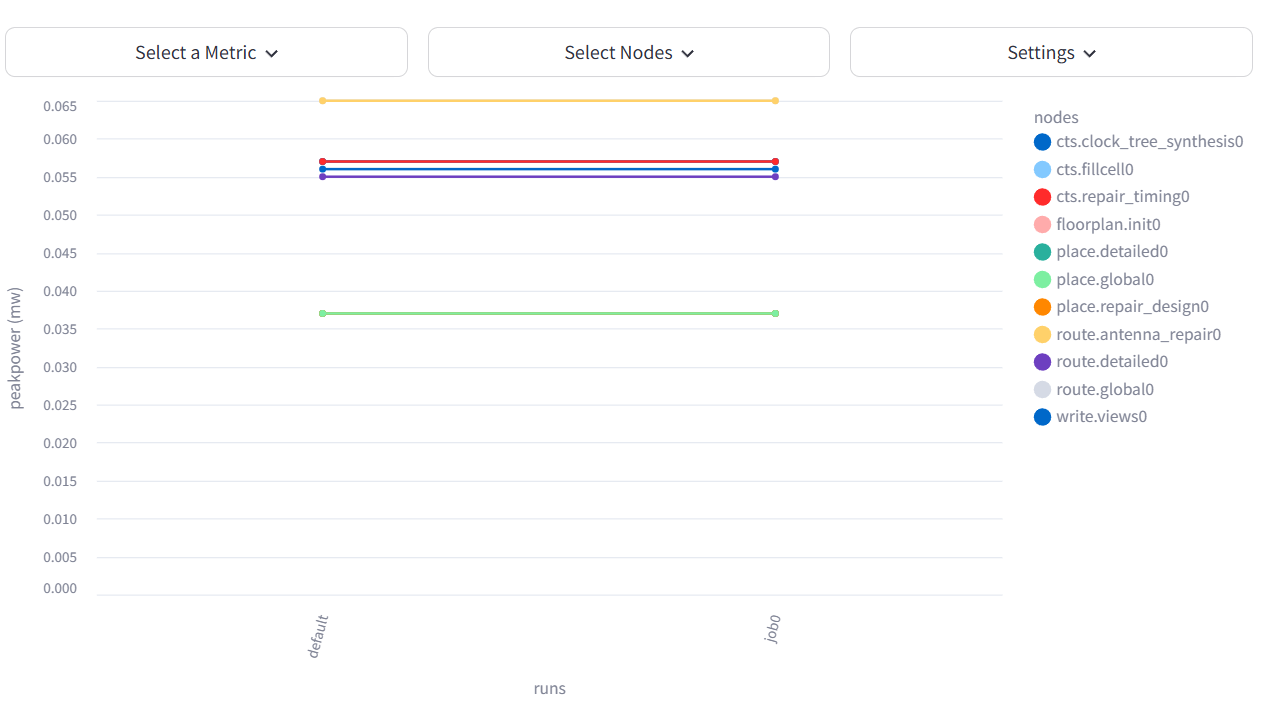 Select a Metric
Select Nodes
Settings
peakpower (mw)
0.065
0.060
0.055
0.050
0.045
0.040
0.035
0.030
0.025
0.020
0.015
0.010
0.005
0.000
default
job0
runs
nodes
cts.clock_tree_synthesis0
cts.fillcell0
cts.repair_timing0
floorplan.init0
place.detailed0
place.global0
place.repair_design0
route.antenna_repair0
route.detailed0
route.global0
write.views0